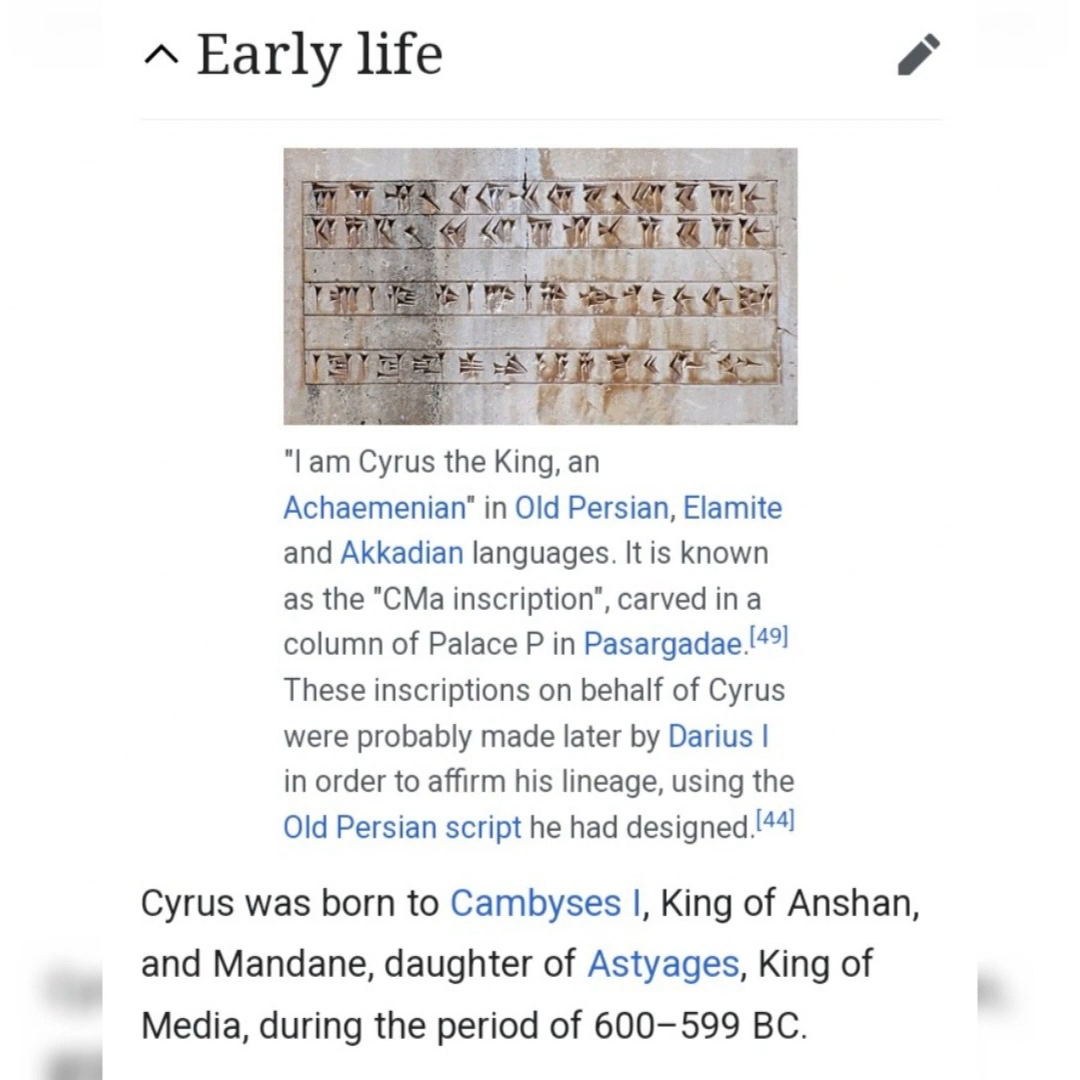 Early life
"I am Cyrus the King, an
Achaemenian" in Old Persian, Elamite
and Akkadian languages. It is known
as the "CMa inscription", carved in a
column of Palace P in Pasargadae.[49]
These inscriptions on behalf of Cyrus
were probably made later by Darius I
in order to affirm his lineage, using the
Old Persian script he had designed.[44]
Cyrus was born to Cambyses I, King of Anshan,
and Mandane, daughter of Astyages, King of
Media, during the period of 600–599 BC.